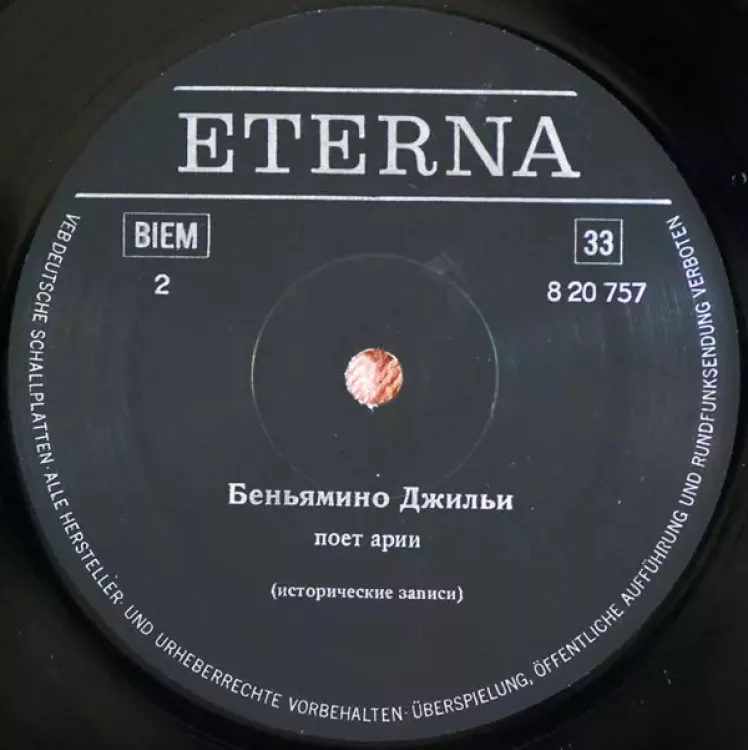 ETERNA
BIEM
33
2
8 20 757
Беньямино Джильи
поет арии
(исторические записи)
VEB DEUTSCHE SCHALLPLATTEN · ALLE HERSTELLER- UND URHEBERRECHTE VORBEHALTEN · ÜBERSPIELUNG, ÖFFENTLICHE AUFFÜHRUNG UND RUNDFUNKSENDUNG VERBOTEN